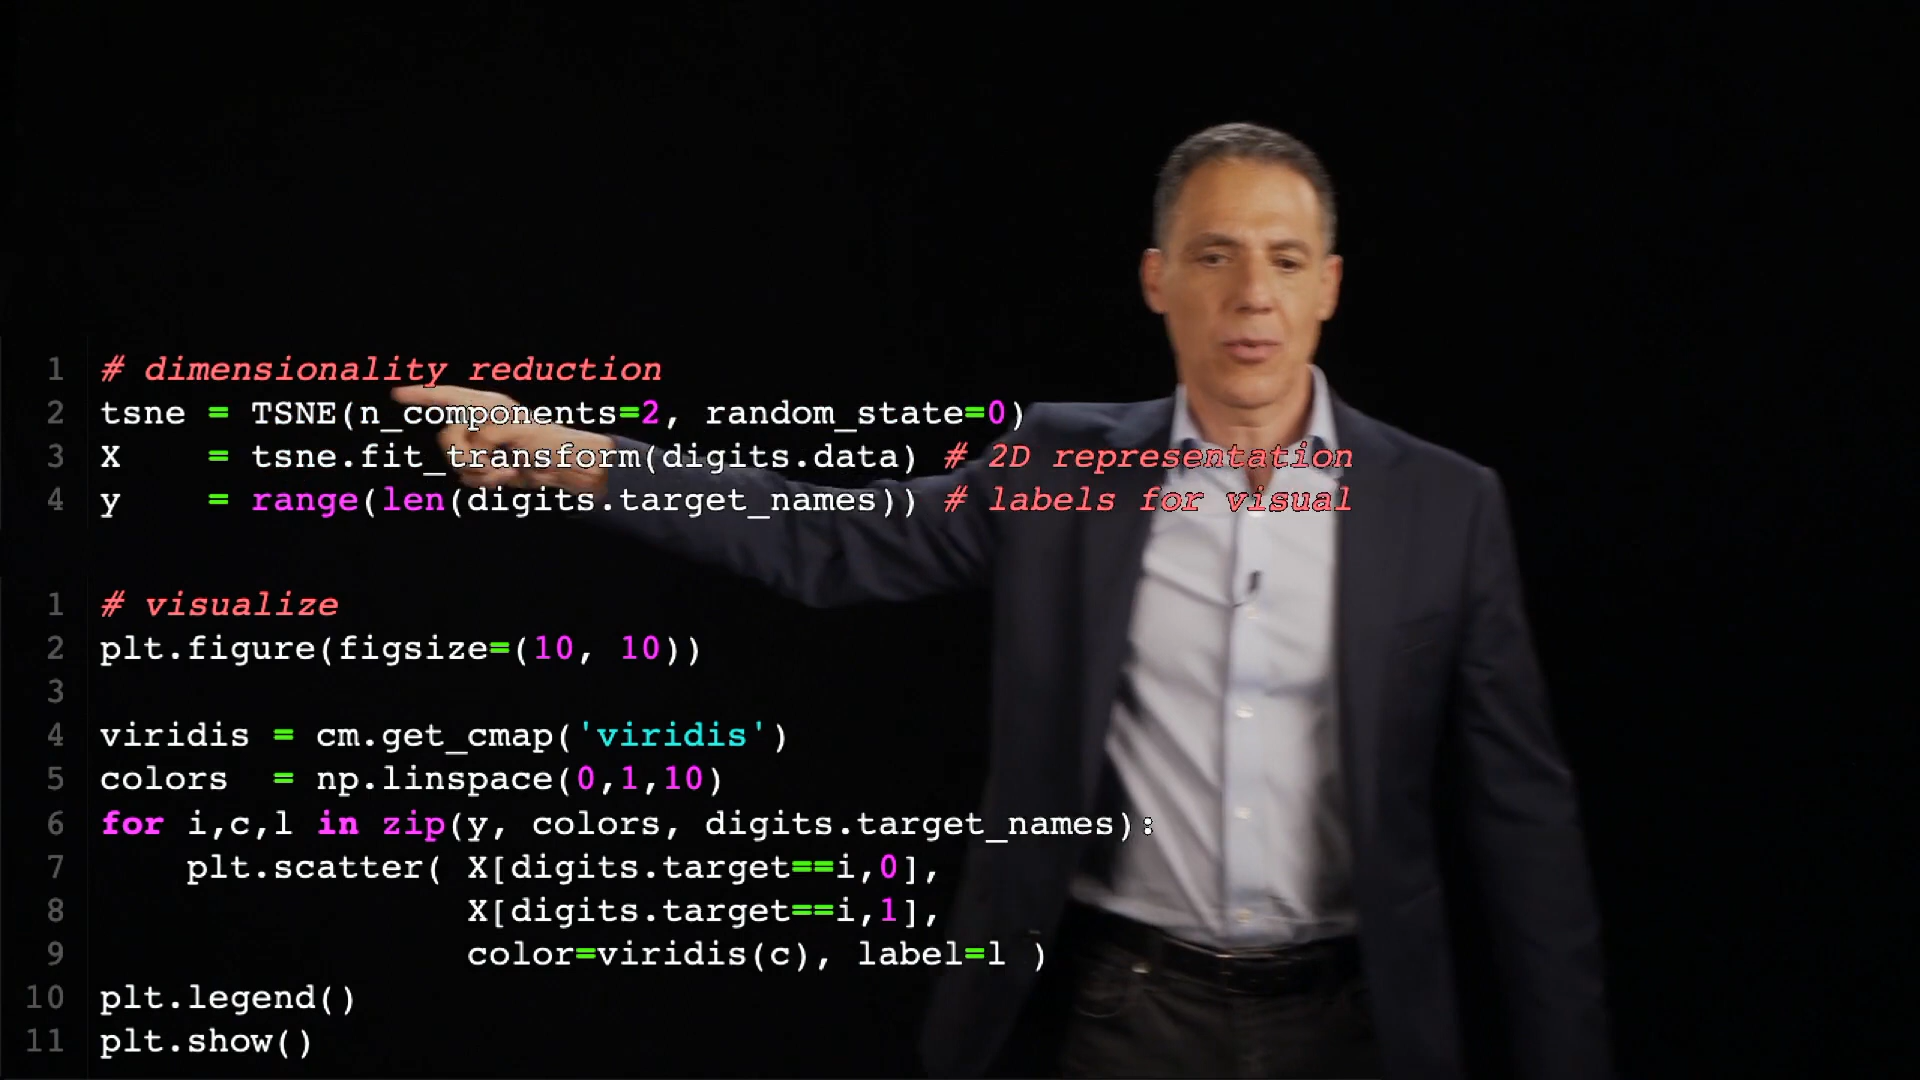 1 # dimensionality reduction
2 tsne = TSNE(n_components=2, random_state=0)
3 X    = tsne.fit_transform(digits.data) # 2D representation
4 y    = range(len(digits.target_names)) # labels for visual
1 # visualize
2 plt.figure(figsize=(10, 10))
3
4 viridis = cm.get_cmap('viridis')
5 colors  = np.linspace(0,1,10)
6 for i,c,l in zip(y, colors, digits.target_names):
7     plt.scatter( X[digits.target==i,0],
8                  X[digits.target==i,1],
9                  color=viridis(c), label=l )
10 plt.legend()
11 plt.show()